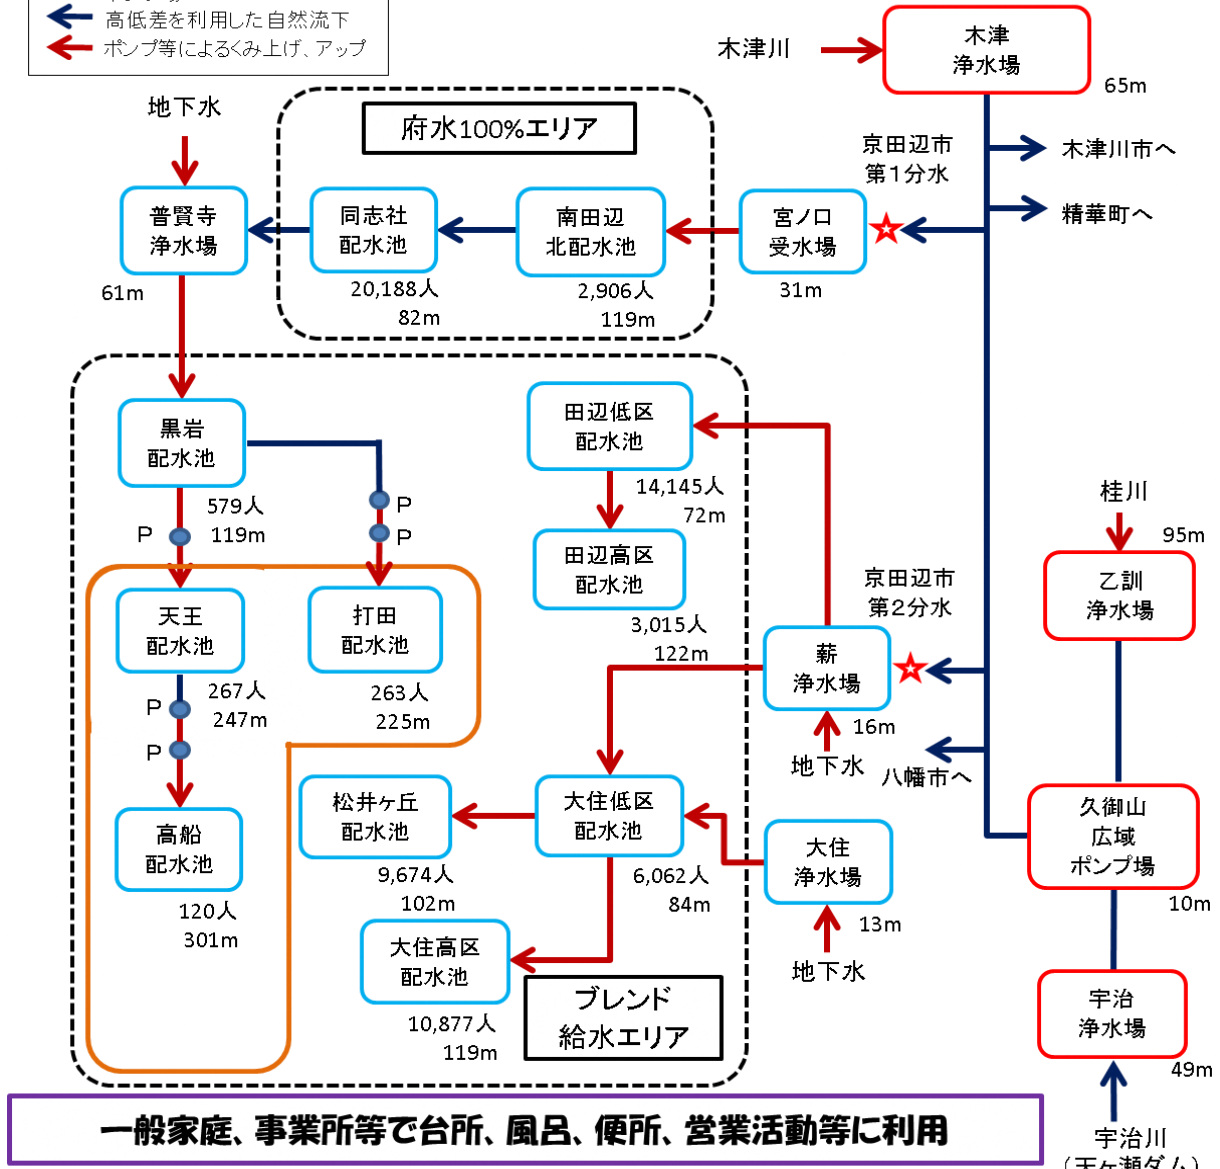 高低差を利用した自然流下
ポンプ等によるくみ上げ、アップ
木津川
木津
浄水場
65m
地下水
府水100%エリア
京田辺市
第1分水
木津川市へ
精華町へ
普賢寺
浄水場
61m
同志社
配水池
20,188人
82m
南田辺
北配水池
2,906人
119m
宮ノ口
受水場
31m
黒岩
配水池
579人
119m
P
P
P
田辺低区
配水池
14,145人
72m
田辺高区
配水池
3,015人
122m
桂川
95m
乙訓
浄水場
京田辺市
第2分水
天王
配水池
267人
247m
打田
配水池
263人
225m
薪
浄水場
16m
地下水
八幡市へ
P
P
高船
配水池
120人
301m
松井ヶ丘
配水池
9,674人
102m
大住低区
配水池
6,062人
84m
大住
浄水場
13m
地下水
久御山
広域
ポンプ場
10m
大住高区
配水池
10,877人
119m
ブレンド
給水エリア
宇治
浄水場
49m
一般家庭、事業所等で台所、風呂、便所、営業活動等に利用
宇治川
(天ヶ瀬ダム)